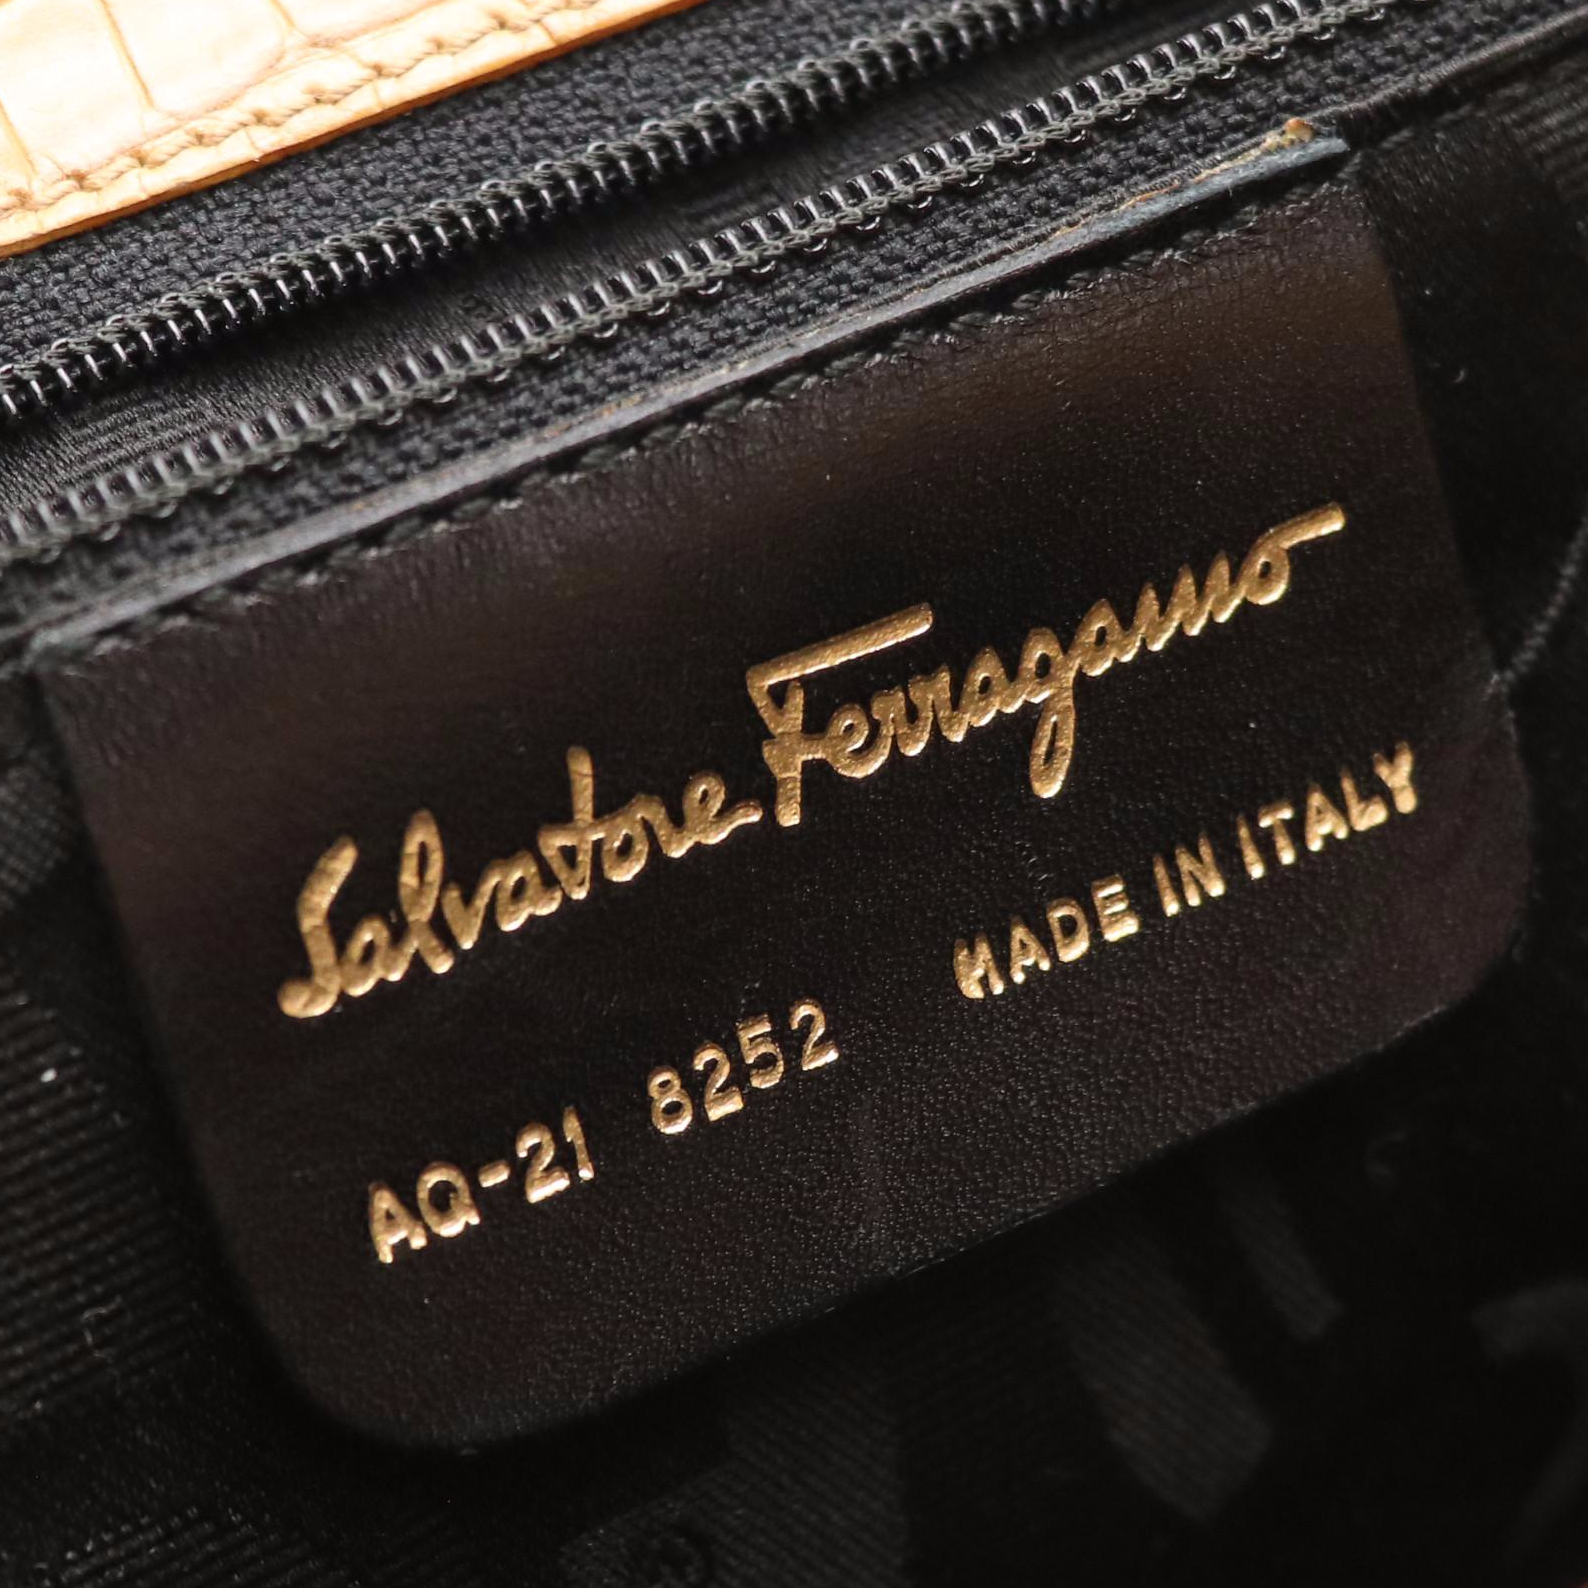 Salvatore Ferragamo
MADE IN ITALY
AQ-21 8252